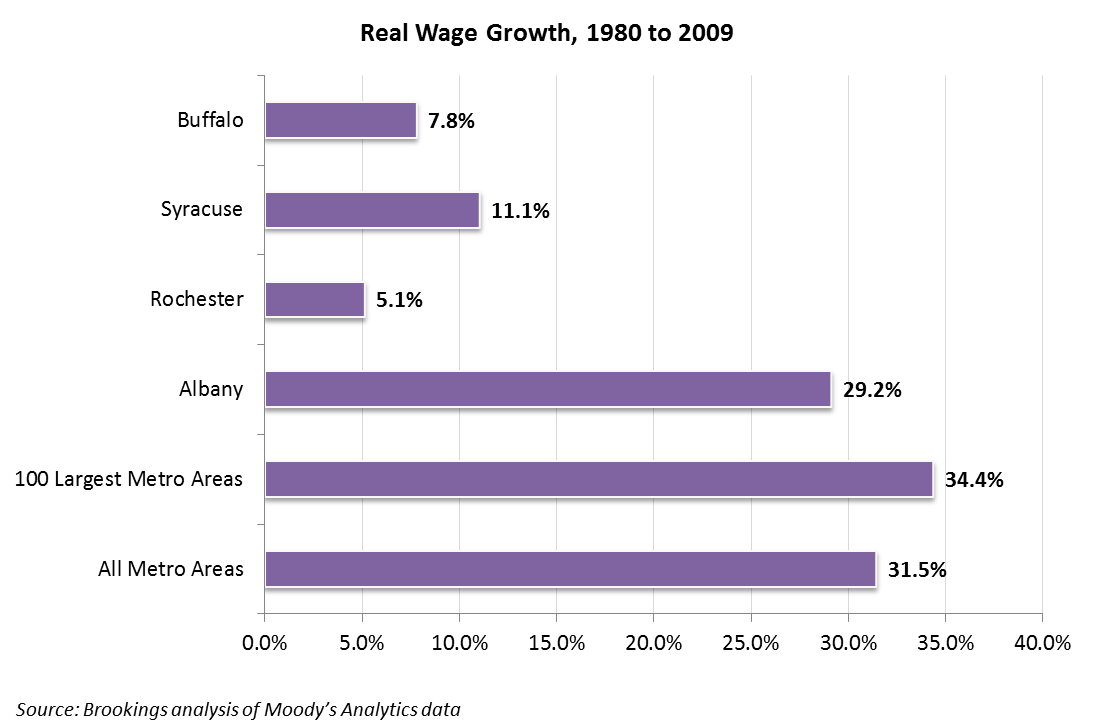 Real Wage Growth, 1980 to 2009
Buffalo
7.8%
Syracuse
11.1%
Rochester
5.1%
Albany
29.2%
100 Largest Metro Areas
34.4%
All Metro Areas
31.5%
0.0% 5.0% 10.0% 15.0% 20.0% 25.0% 30.0% 35.0% 40.0%
Source: Brookings analysis of Moody’s Analytics data